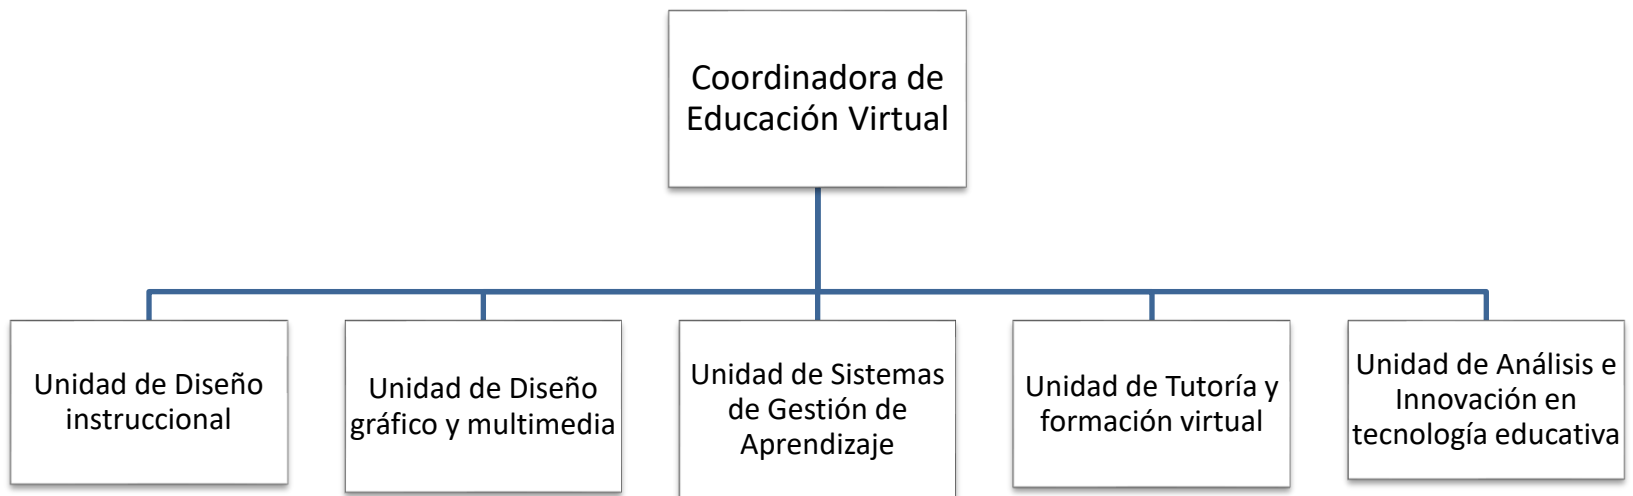 Coordinadora de
Educación Virtual
Unidad de Diseño
instruccional
Unidad de Diseño
gráfico y multimedia
Unidad de Sistemas
de Gestión de
Aprendizaje
Unidad de Tutoría y
formación virtual
Unidad de Análisis e
Innovación en
tecnología educativa